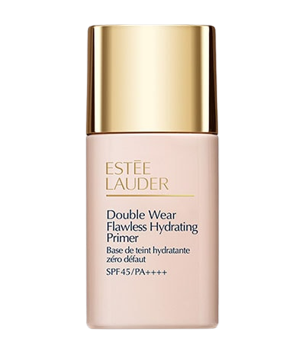 ESTĒE
LAUDER
Double Wear
Flawless Hydrating
Primer
Base de teint hydratante
zéro défaut
SPF45/PA++++